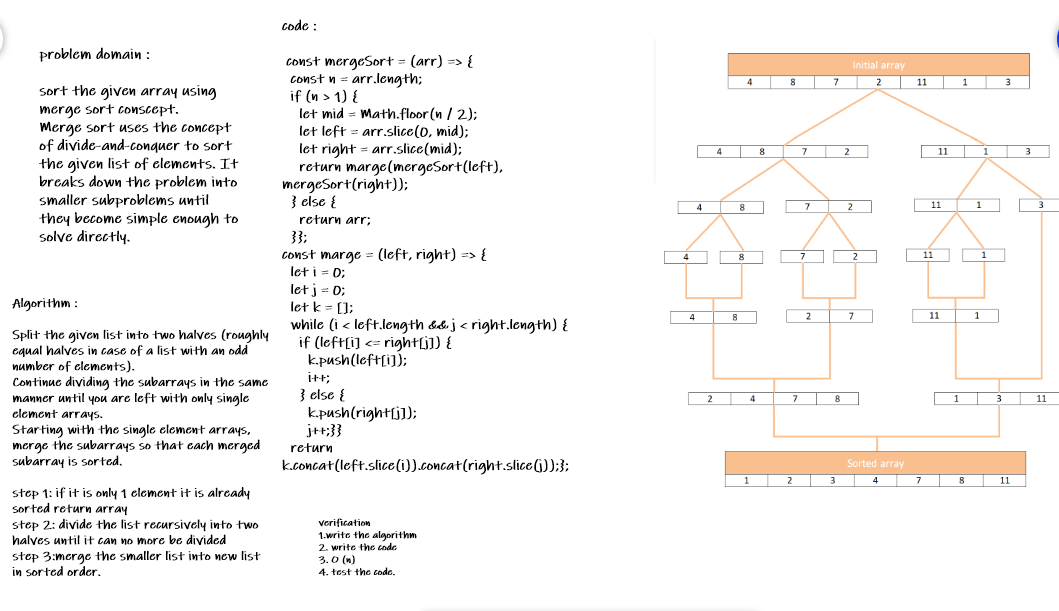 problem domain :
sort the given array using
merge sort conscept.
Merge sort uses the concept
of divide-and-conquer to sort
the given list of elements. It
breaks down the problem into
smaller subproblems until
they become simple enough to
solve directly.
Algorithm :
Split the given list into two halves (roughly
equal halves in case of a list with an odd
number of elements).
Continue dividing the subarrays in the same
manner until you are left with only single
element arrays.
Starting with the single element arrays,
merge the subarrays so that each merged
subarray is sorted.
step 1: if it is only 1 element it is already
sorted return array
step 2: divide the list recursively into two
halves until it can no more be divided
step 3:merge the smaller list into new list
in sorted order.
code :
const mergeSort = (arr) => {
const n = arr.length;
if (n > 1) {
let mid = Math.floor(n / 2);
let left = arr.slice(0, mid);
let right = arr.slice(mid);
return marge(mergeSort(left),
mergeSort(right));
} else {
return arr;
}};
const marge = (left, right) => {
let i = 0;
let j = 0;
let k = [];
while (i < left.length && j < right.length) {
if (left[i] <= right[j]) {
k.push(left[i]);
i++;
} else {
k.push(right[j]);
j++;}}
return
k.concat(left.slice(i)).concat(right.slice(j));};
verification
1.write the algorithm
2. write the code
3. O (n)
4. test the code.
Initial array
4 8 7 2 11 1 3
4 8 7 2 11 1 3
4 8 7 2 11 1 3
4 8 7 2 11 1
4 8 2 7 11 1
2 4 7 8 1 3 11
Sorted array
1 2 3 4 7 8 11